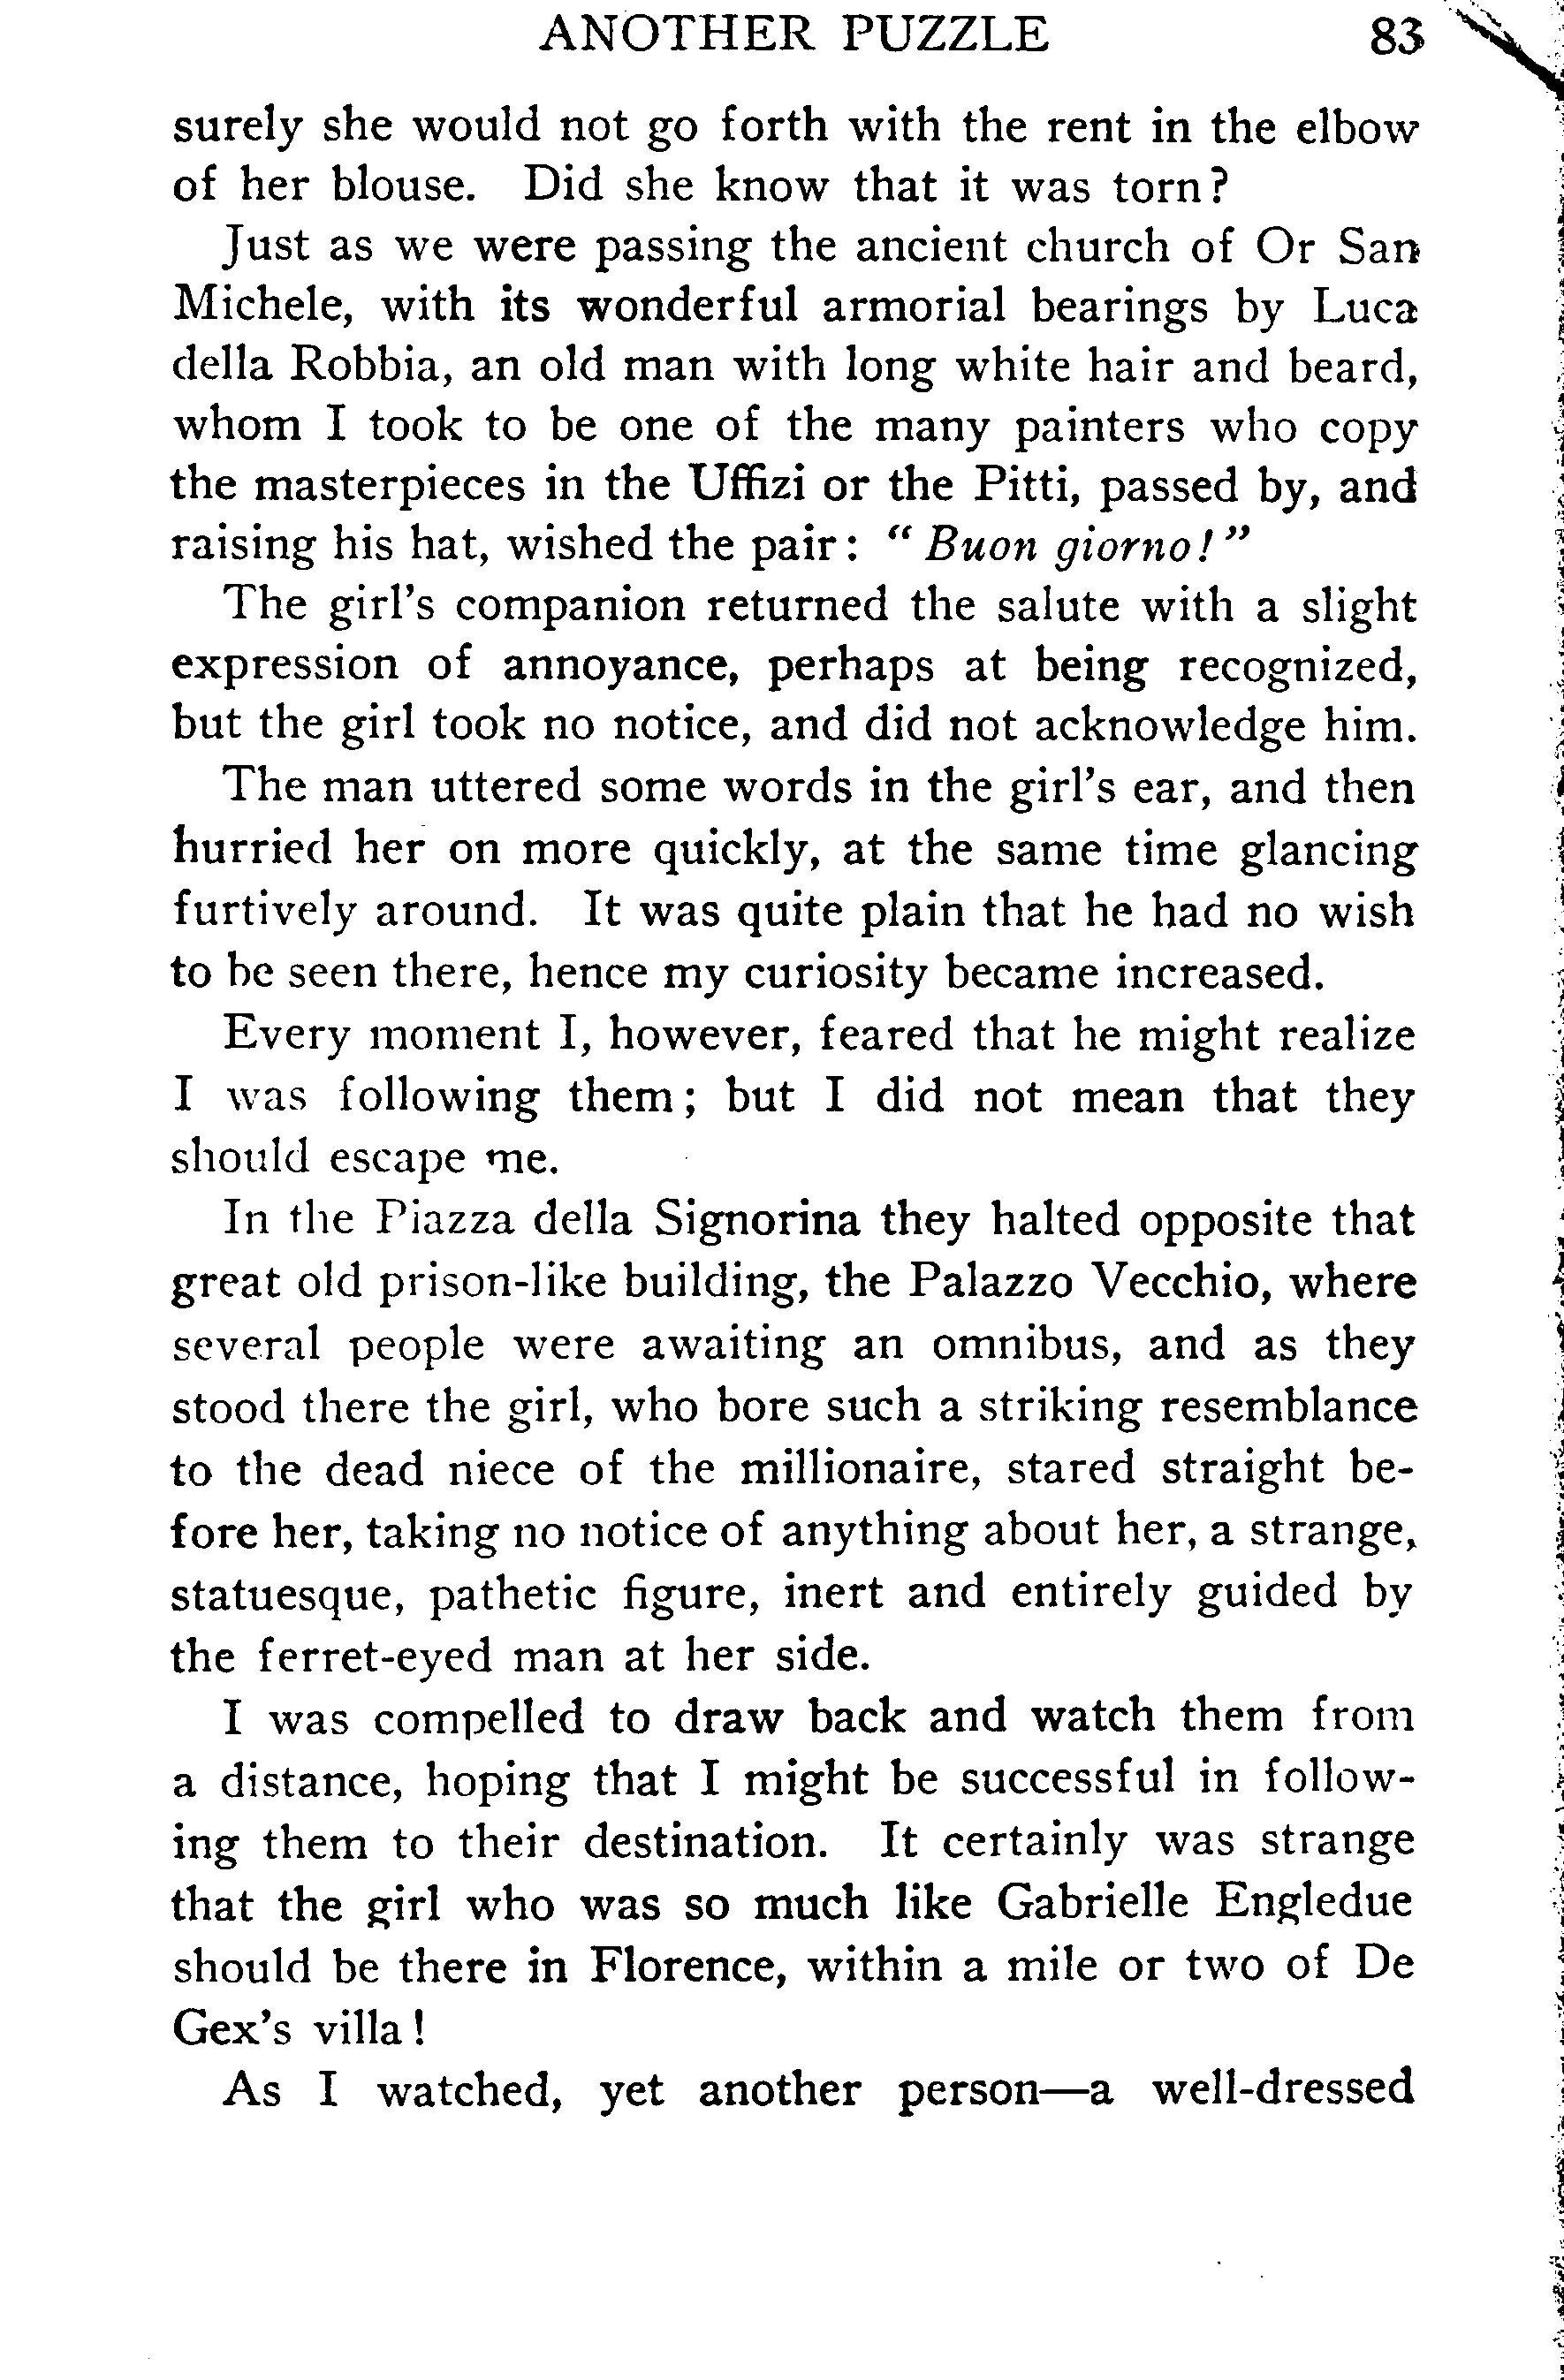 ANOTHER PUZZLE 83
surely she would not go forth with the rent in the elbow
of her blouse. Did she know that it was torn?
Just as we were passing the ancient church of Or San
Michele, with its wonderful armorial bearings by Luca
della Robbia, an old man with long white hair and beard,
whom I took to be one of the many painters who copy
the masterpieces in the Uffizi or the Pitti, passed by, and
raising his hat, wished the pair: "Buon giorno!"
The girl's companion returned the salute with a slight
expression of annoyance, perhaps at being recognized,
but the girl took no notice, and did not acknowledge him.
The man uttered some words in the girl's ear, and then
hurried her on more quickly, at the same time glancing
furtively around. It was quite plain that he had no wish
to be seen there, hence my curiosity became increased.
Every moment I, however, feared that he might realize
I was following them; but I did not mean that they
should escape me.
In the Piazza della Signorina they halted opposite that
great old prison-like building, the Palazzo Vecchio, where
several people were awaiting an omnibus, and as they
stood there the girl, who bore such a striking resemblance
to the dead niece of the millionaire, stared straight be-
fore her, taking no notice of anything about her, a strange,
statuesque, pathetic figure, inert and entirely guided by
the ferret-eyed man at her side.
I was compelled to draw back and watch them from
a distance, hoping that I might be successful in follow-
ing them to their destination. It certainly was strange
that the girl who was so much like Gabrielle Engledue
should be there in Florence, within a mile or two of De
Gex's villa!
As I watched, yet another person—a well-dressed